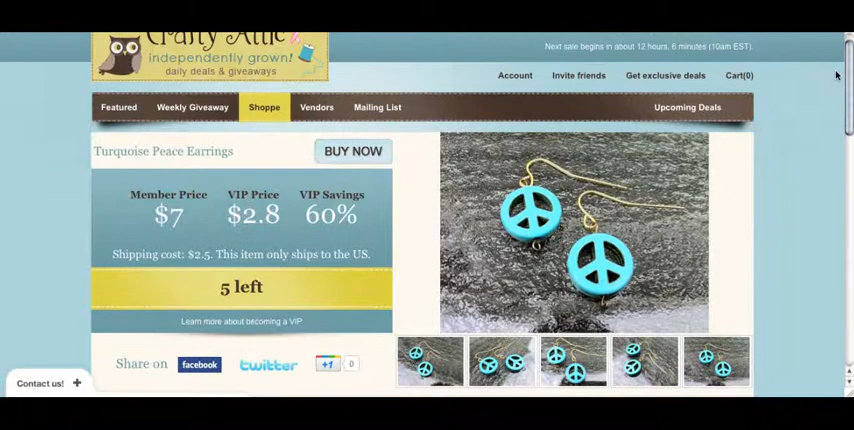 Crafty Attic
independently grown!
daily deals & giveaways
Next sale begins in about 12 hours, 6 minutes (10am EST).
Account Invite friends Get exclusive deals Cart(0)
Featured Weekly Giveaway Shoppe Vendors Mailing List Upcoming Deals
Turquoise Peace Earrings
BUY NOW
Member Price VIP Price VIP Savings
$7 $2.8 60%
Shipping cost: $2.5. This item only ships to the US.
5 left
Learn more about becoming a VIP
Share on facebook twitter +1 0
Contact us! +